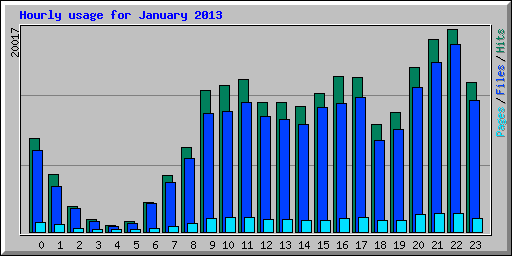 Hourly usage for January 2013
20017
Pages / Files / Hits
0 1 2 3 4 5 6 7 8 9 10 11 12 13 14 15 16 17 18 19 20 21 22 23